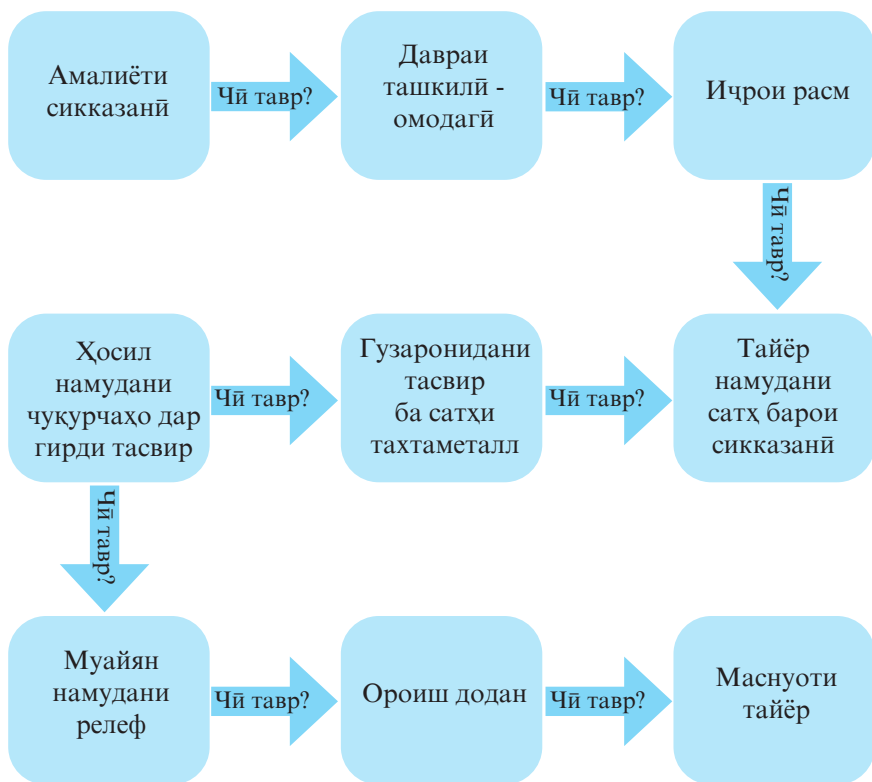 Амалиёти
сикказанӣ
Чӣ тавр?
Давраи
ташкилӣ -
омодагӣ
Чӣ тавр?
Иҷрои расм
Чӣ тавр?
Ҳосил
намудани
чуқурчаҳо дар
гирди тасвир
Чӣ тавр?
Гузаронидани
тасвир
ба сатҳи
тахтаметалл
Чӣ тавр?
Тайёр
намудани
сатҳ барои
сикказанӣ
Чӣ тавр?
Муайян
намудани
релеф
Чӣ тавр?
Ороиш додан
Чӣ тавр?
Маснуоти
тайёр